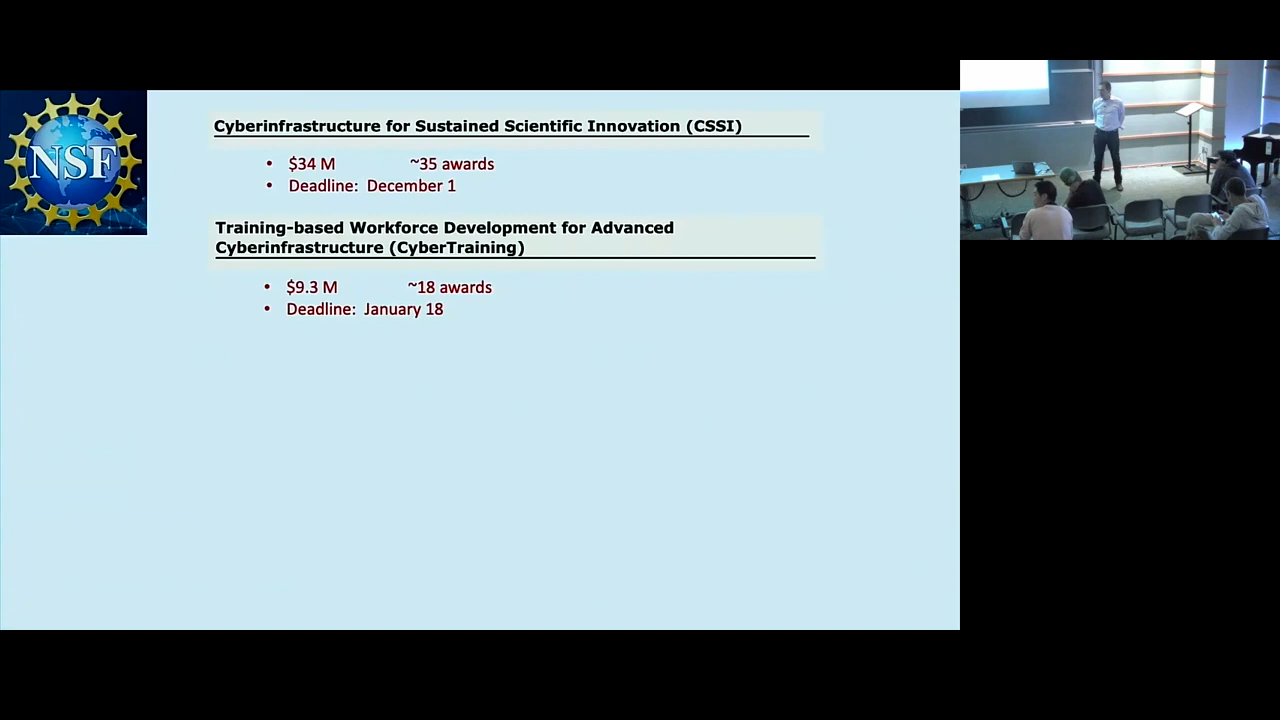 NSF
Cyberinfrastructure for Sustained Scientific Innovation (CSSI)
• $34 M ~35 awards
• Deadline: December 1
Training-based Workforce Development for Advanced
Cyberinfrastructure (CyberTraining)
• $9.3 M ~18 awards
• Deadline: January 18